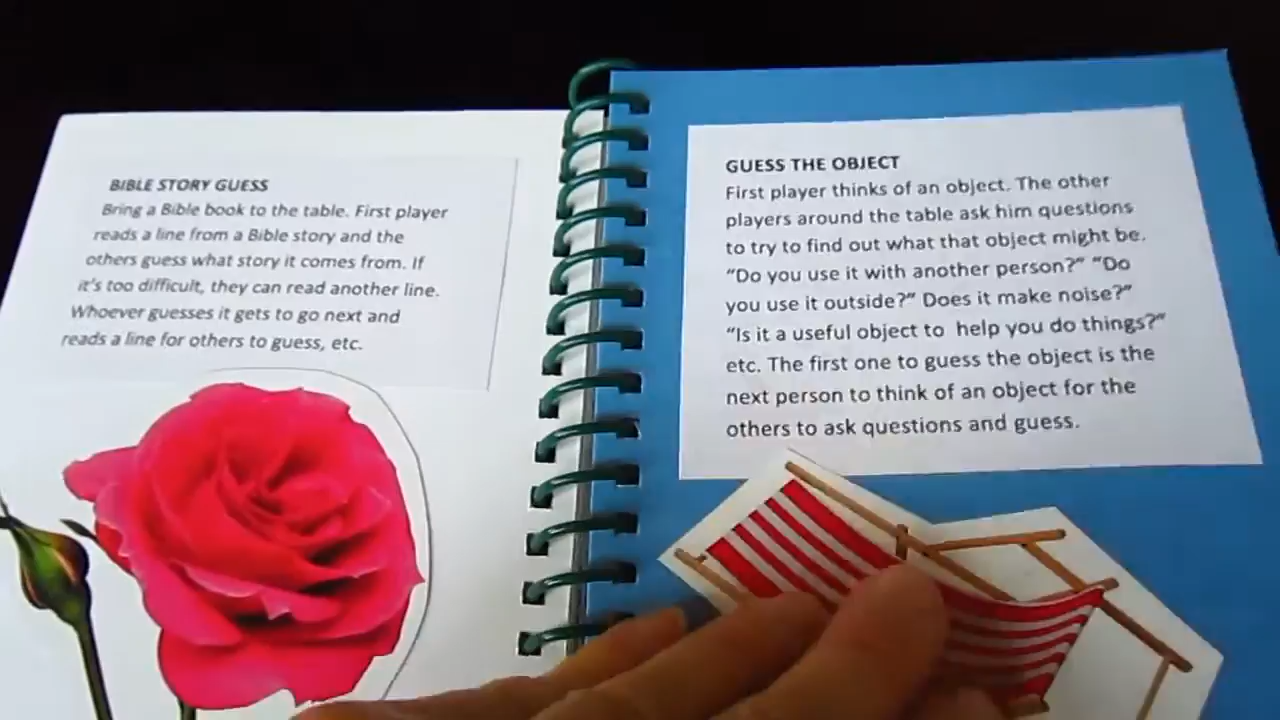 BIBLE STORY GUESS
Bring a Bible book to the table. First player
reads a line from a Bible story and the
others guess what story it comes from. If
it's too difficult, they can read another line.
Whoever guesses it gets to go next and
reads a line for others to guess, etc.
GUESS THE OBJECT
First player thinks of an object. The other
players around the table ask him questions
to try to find out what that object might be.
“Do you use it with another person?” “Do
you use it outside?” Does it make noise?”
“Is it a useful object to help you do things?”
etc. The first one to guess the object is the
next person to think of an object for the
others to ask questions and guess.